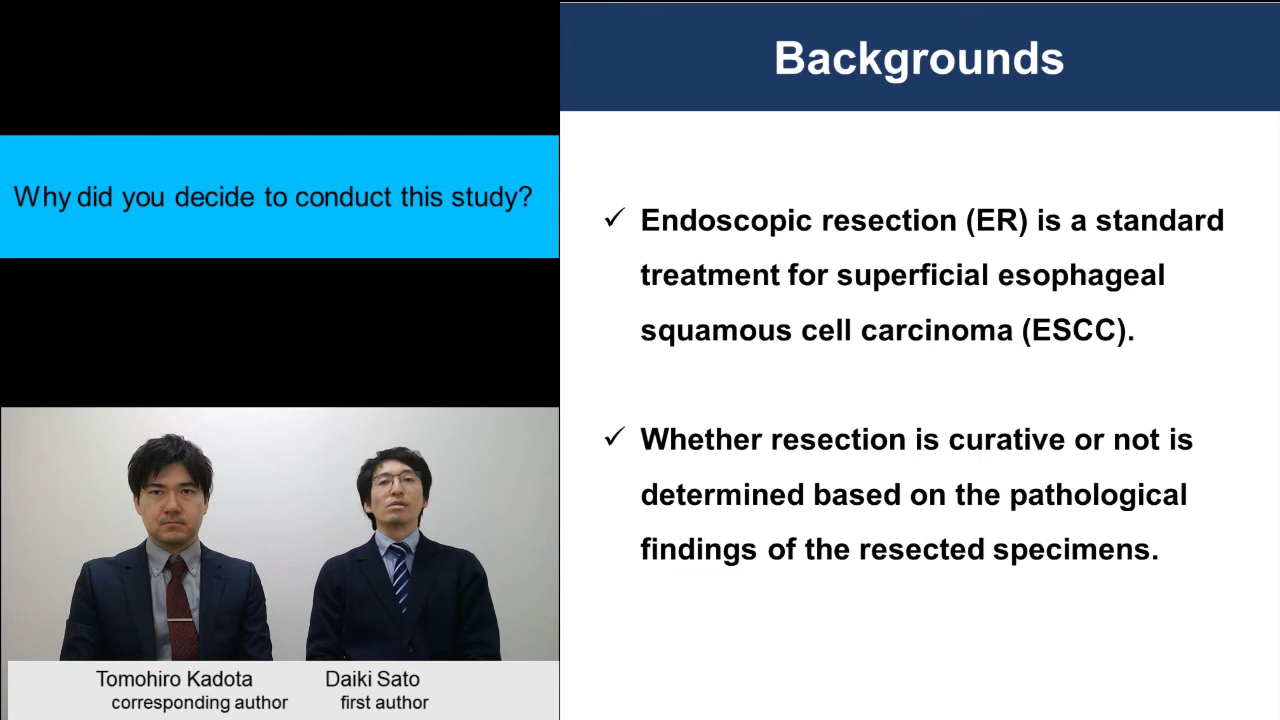 Why did you decide to conduct this study?
Tomohiro Kadota
corresponding author
Daiki Sato
first author
Backgrounds
✓ Endoscopic resection (ER) is a standard
treatment for superficial esophageal
squamous cell carcinoma (ESCC).
✓ Whether resection is curative or not is
determined based on the pathological
findings of the resected specimens.